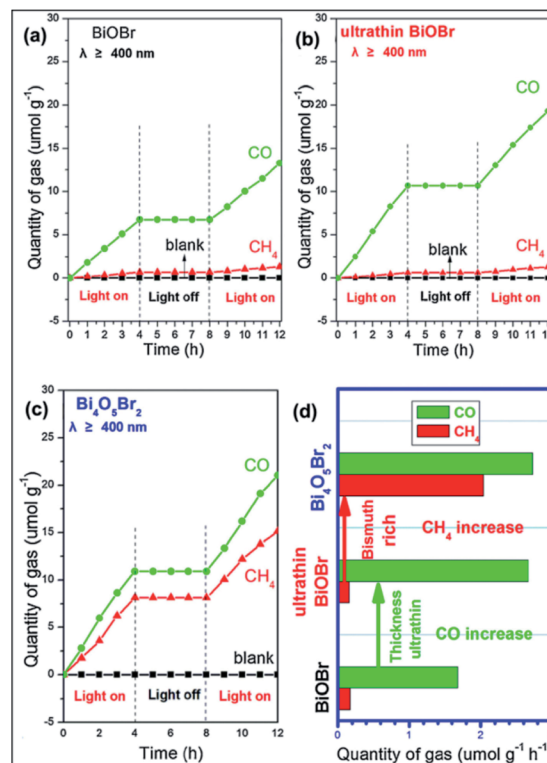 (a) BiOBr
λ ≥ 400 nm
CO
blank
CH4
Light on Light off Light on
Quantity of gas (umol g-1)
30
25
20
15
10
5
0
-5
0 1 2 3 4 5 6 7 8 9 10 11 12
Time (h)
(b) ultrathin BiOBr
λ ≥ 400 nm
CO
blank
CH4
Light on Light off Light on
Quantity of gas (umol g-1)
30
25
20
15
10
5
0
-5
0 1 2 3 4 5 6 7 8 9 10 11 12
Time (h)
(c) Bi4O5Br2
λ ≥ 400 nm
CO
CH4
blank
Light on Light off Light on
Quantity of gas (umol g-1)
30
25
20
15
10
5
0
-5
0 2 4 6 8 10 12
Time (h)
(d)
CO
CH4
Bi4O5Br2
Bismuth
rich
CH4 increase
ultrathin
BiOBr
Thickness
ultrathin
CO increase
BiOBr
0 1 2
Quantity of gas (umol g-1 h-1